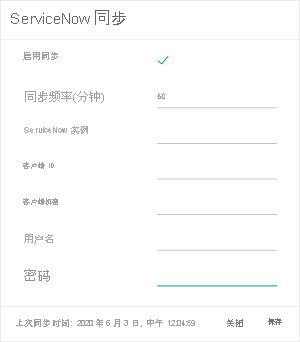 ServiceNow 同步
启用同步
同步频率(分钟)
60
ServiceNow 实例
客户端 ID
客户端机密
用户名
密码
上次同步时间: 2020 年 6 月 3 日, 中午 12:04:59
关闭
保存